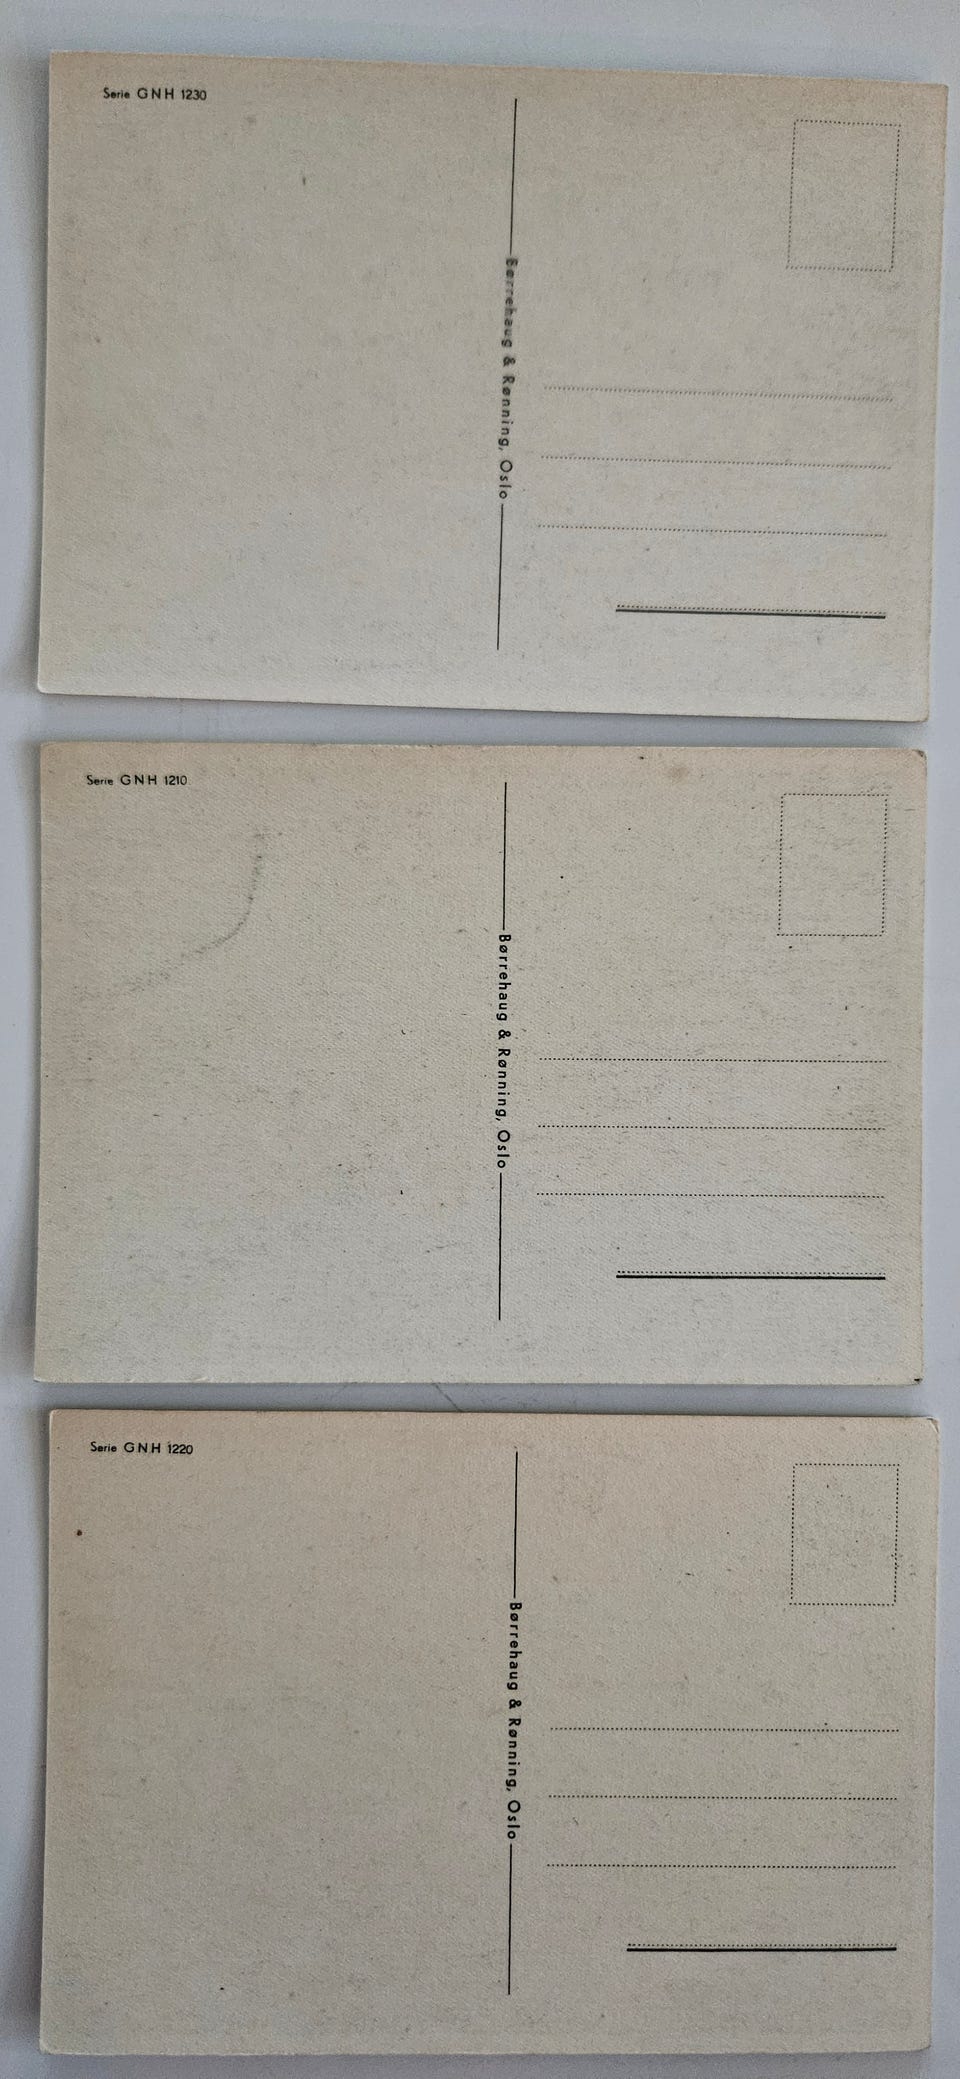 Serie GNH 1230
Børrehaug & Rønning, Oslo
Serie GNH 1210
Børrehaug & Rønning, Oslo
Serie GNH 1220
Børrehaug & Rønning, Oslo